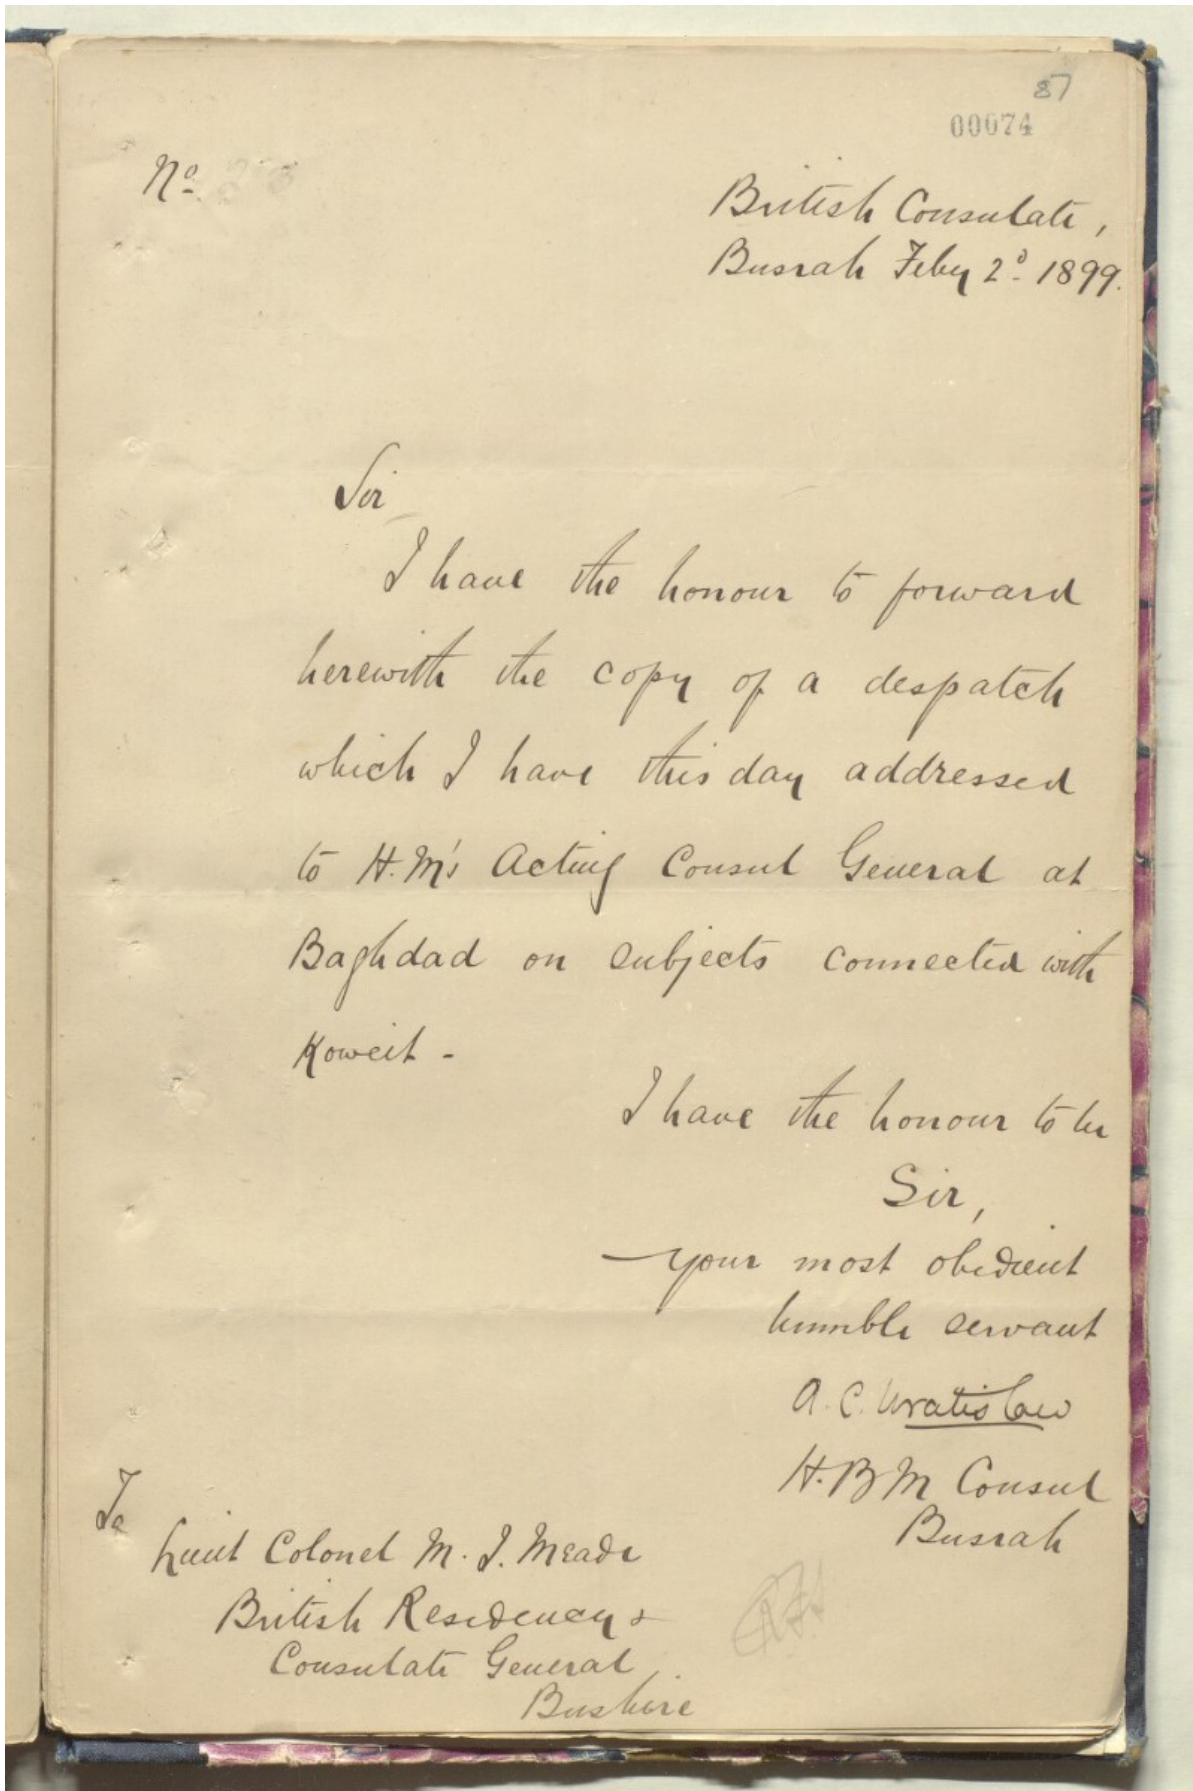 87
00074
No.
British Consulate,
Busrah Feby 2d. 1899.
Sir
I have the honour to forward
herewith the copy of a despatch
which I have this day addressed
to H.M's Acting Consul General at
Baghdad on subjects connected with
Koweit -
I have the honour to be
Sir,
Your most obedient
humble servant
A. C. Wratislaw
H.B M Consul
Busrah
To
Lieut Colonel M. J. Meade
British Residency &
Consulate General
Bushire